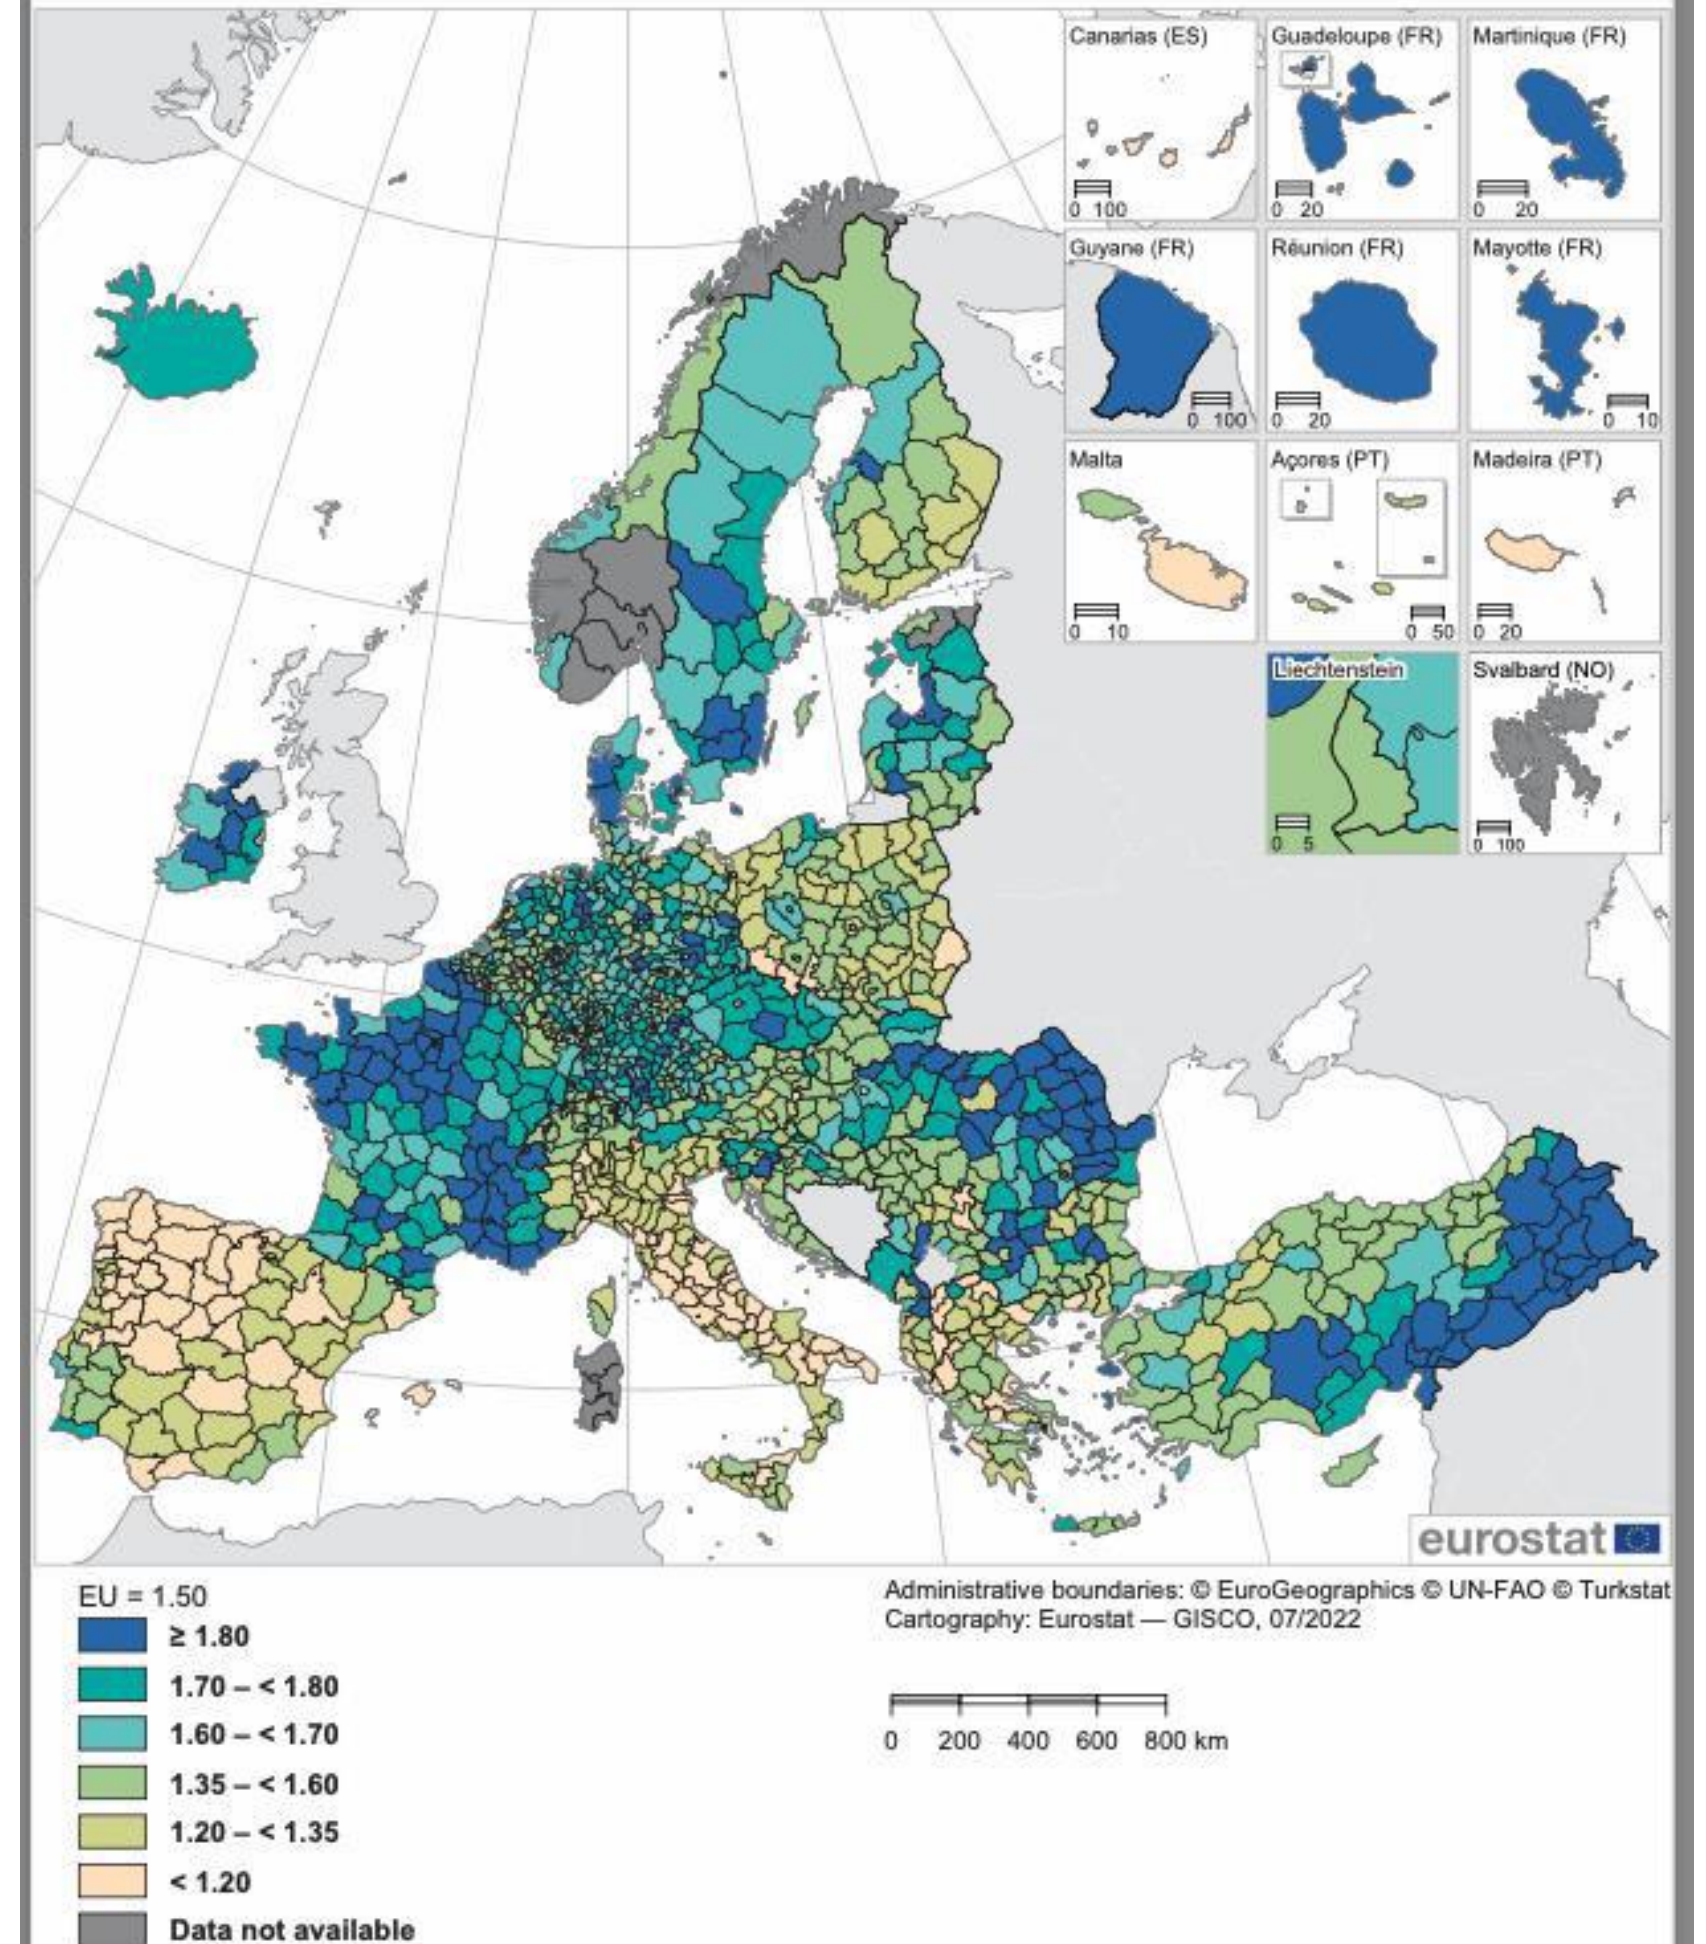 Canarias (ES)
0 100
Guadeloupe (FR)
0 20
Martinique (FR)
0 20
Guyane (FR)
0 100
Réunion (FR)
0 20
Mayotte (FR)
0 10
Malta
0 10
Açores (PT)
0 50
Madeira (PT)
0 20
Liechtenstein
0 5
Svalbard (NO)
0 100
eurostat
EU = 1.50
≥ 1.80
1.70 – < 1.80
1.60 – < 1.70
1.35 – < 1.60
1.20 – < 1.35
< 1.20
Data not available
Administrative boundaries: © EuroGeographics © UN-FAO © Turkstat
Cartography: Eurostat — GISCO, 07/2022
0 200 400 600 800 km